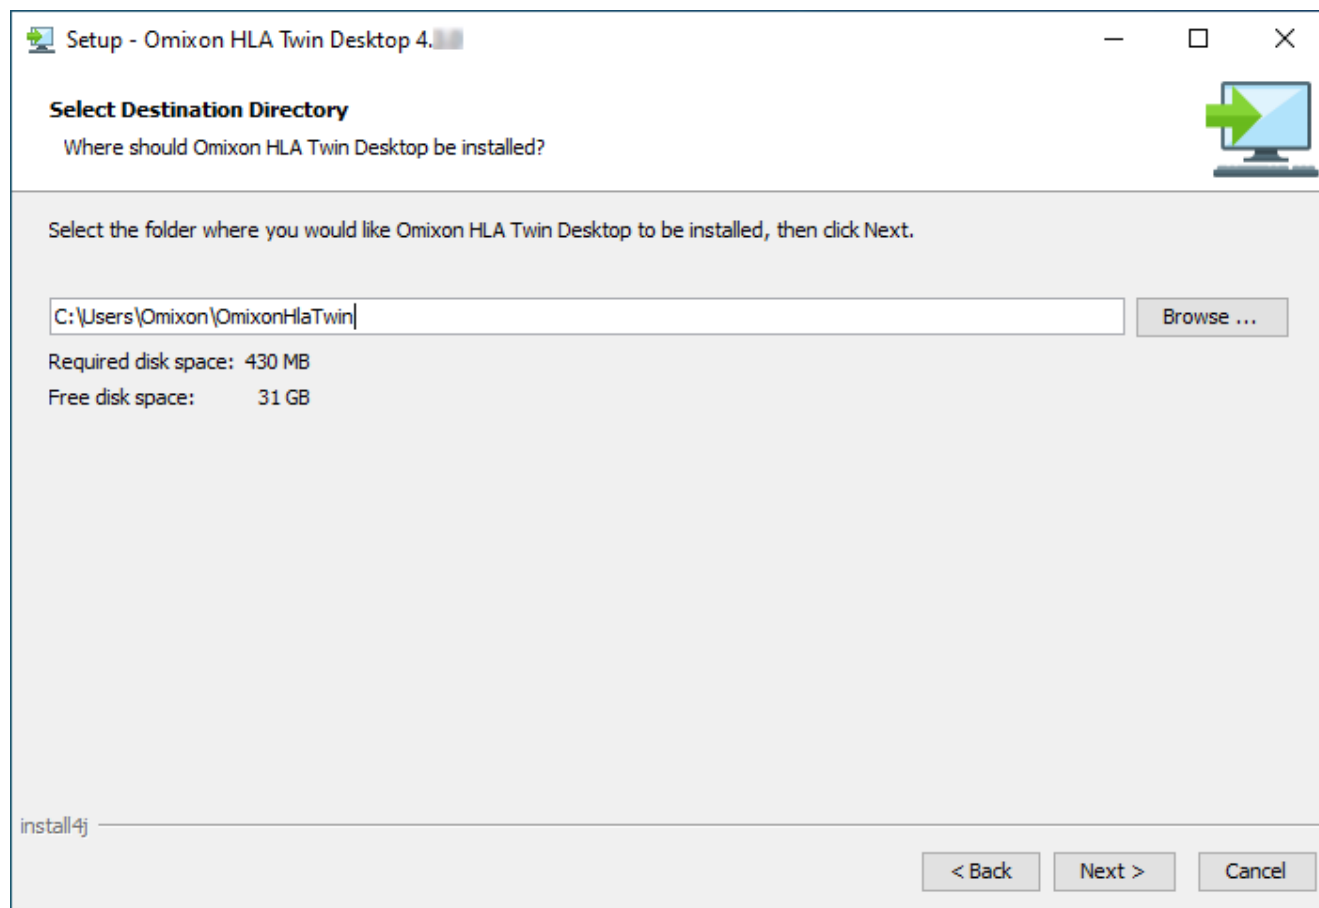 Setup - Omixon HLA Twin Desktop 4.
Select Destination Directory
Where should Omixon HLA Twin Desktop be installed?
Select the folder where you would like Omixon HLA Twin Desktop to be installed, then click Next.
C:\Users\Omixon\OmixonHlaTwin
Browse ...
Required disk space: 430 MB
Free disk space: 31 GB
install4j
< Back
Next >
Cancel